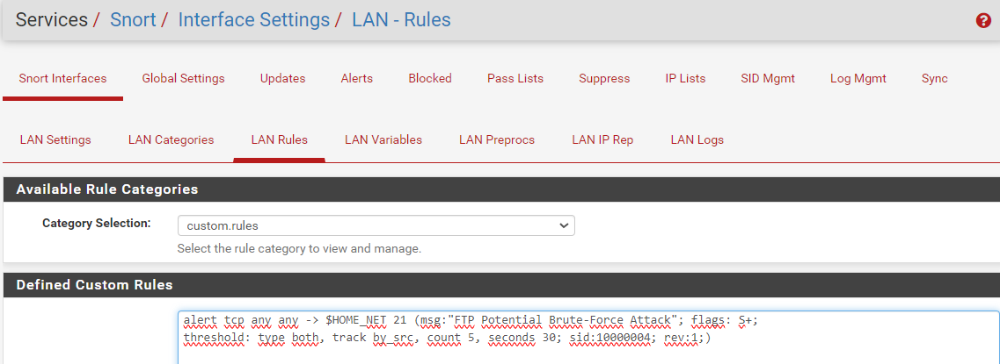 Services / Snort / Interface Settings / LAN - Rules
Snort Interfaces Global Settings Updates Alerts Blocked Pass Lists Suppress IP Lists SID Mgmt Log Mgmt Sync
LAN Settings LAN Categories LAN Rules LAN Variables LAN Preprocs LAN IP Rep LAN Logs
Available Rule Categories
Category Selection: custom.rules
Select the rule category to view and manage.
Defined Custom Rules
alert tcp any any -> $HOME_NET 21 (msg:"FTP Potential Brute-Force Attack"; flags: S+;
threshold: type both, track by_src, count 5, seconds 30; sid:10000004; rev:1;)